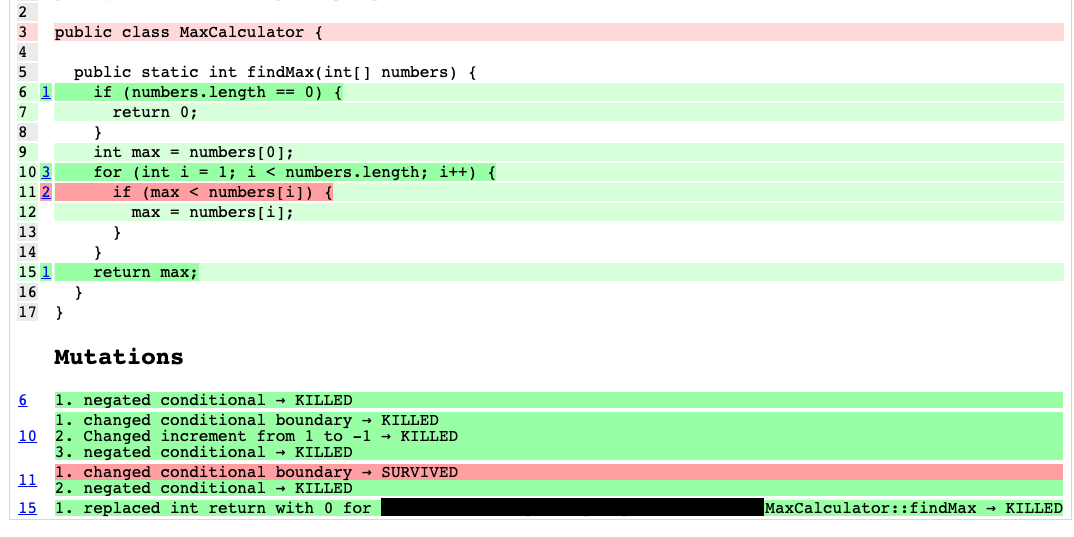 2
3 public class MaxCalculator {
4
5 public static int findMax(int[] numbers) {
6 1 if (numbers.length == 0) {
7 return 0;
8 }
9 int max = numbers[0];
10 3 for (int i = 1; i < numbers.length; i++) {
11 2 if (max < numbers[i]) {
12 max = numbers[i];
13 }
14 }
15 1 return max;
16 }
17 }
Mutations
6 1. negated conditional → KILLED
1. changed conditional boundary → KILLED
10 2. Changed increment from 1 to -1 → KILLED
3. negated conditional → KILLED
11 1. changed conditional boundary → SURVIVED
2. negated conditional → KILLED
15 1. replaced int return with 0 for MaxCalculator::findMax → KILLED